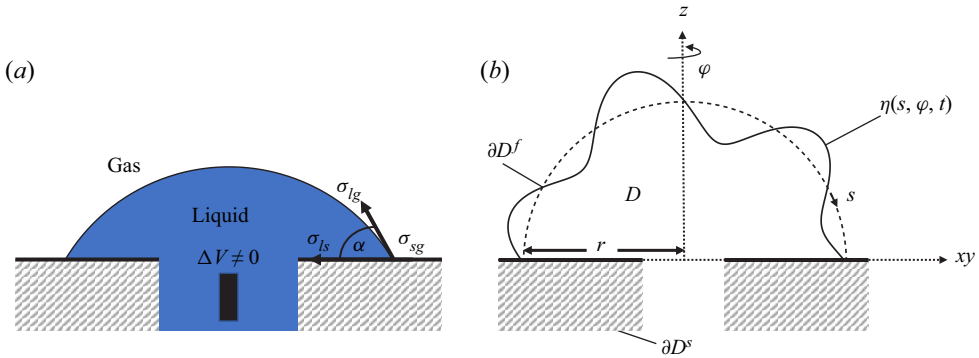 (a)
Gas
Liquid
σlg
σls
α
σsg
ΔV ≠ 0
(b)
z
φ
η(s, φ, t)
∂D^f
D
s
r
xy
∂D^s